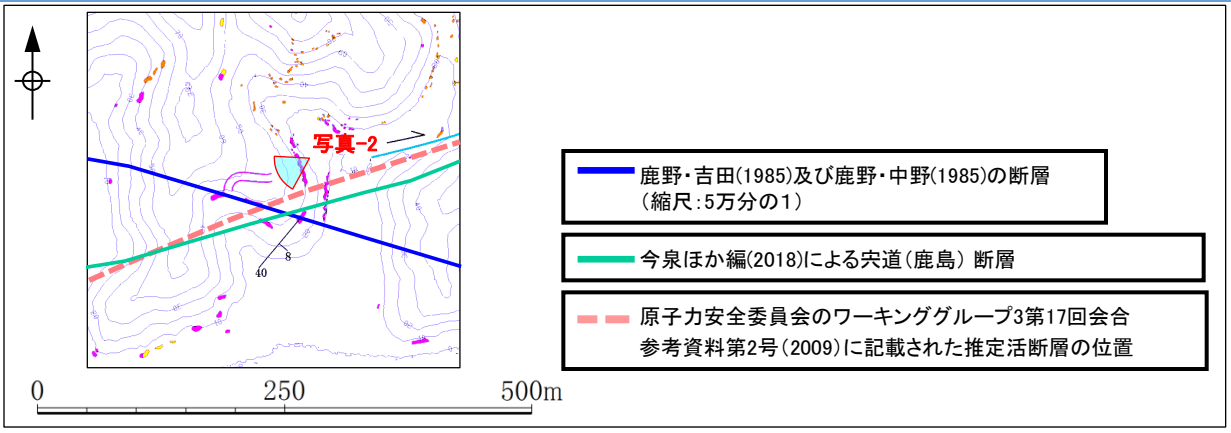 写真-2
40
8
鹿野・吉田(1985)及び鹿野・中野(1985)の断層
(縮尺:5万分の1)
今泉ほか編(2018)による宍道(鹿島) 断層
原子力安全委員会のワーキンググループ3第17回会合
参考資料第2号(2009)に記載された推定活断層の位置
0 250 500m